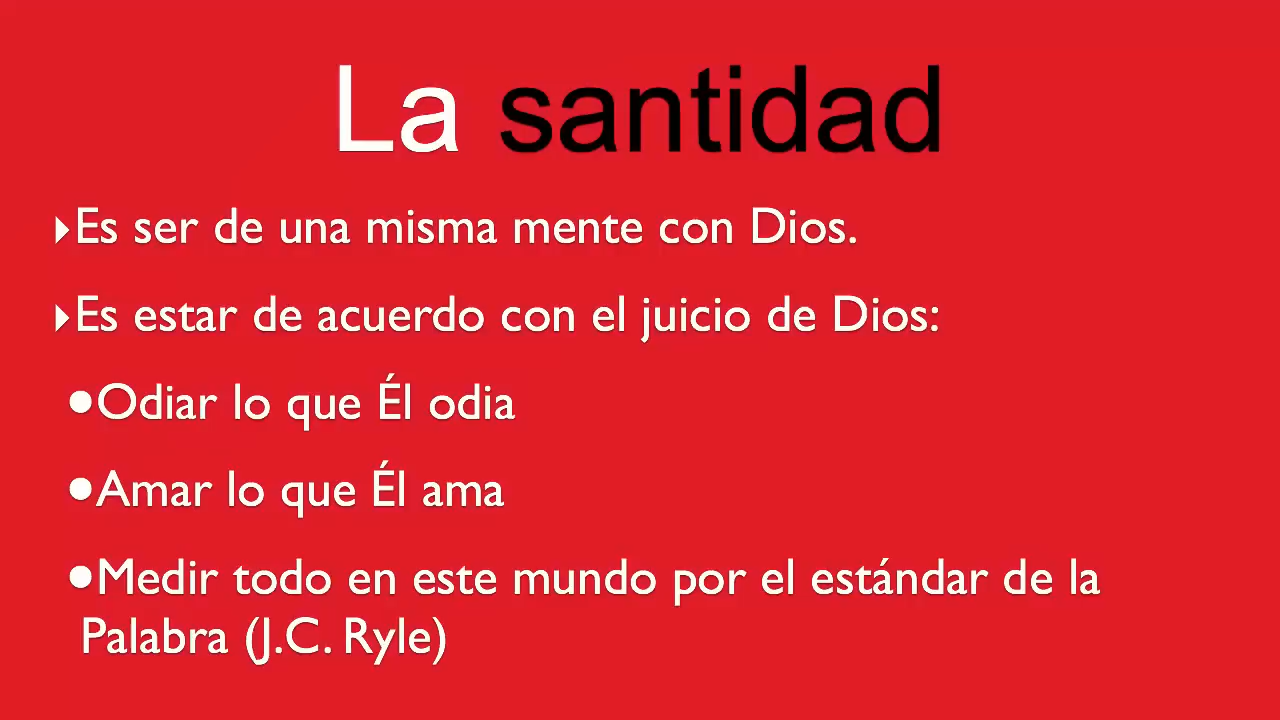 La santidad
▸Es ser de una misma mente con Dios.
▸Es estar de acuerdo con el juicio de Dios:
•Odiar lo que Él odia
•Amar lo que Él ama
•Medir todo en este mundo por el estándar de la
Palabra (J.C. Ryle)